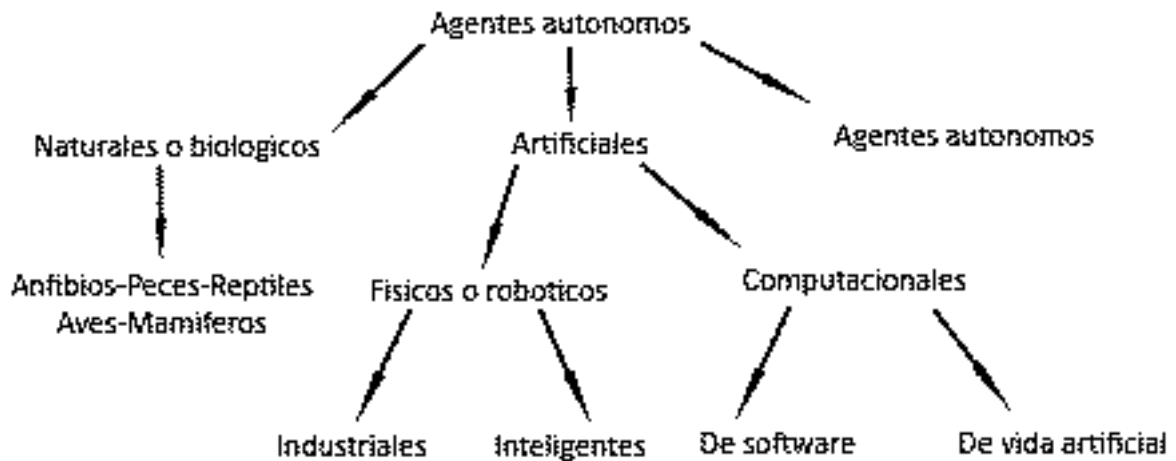 Agentes autonomos
Naturales o biologicos
Artificiales
Agentes autonomos
Anfibios-Peces-Reptiles
Aves-Mamiferos
Fisicos o roboticos
Computacionales
Industriales
Inteligentes
De software
De vida artificial